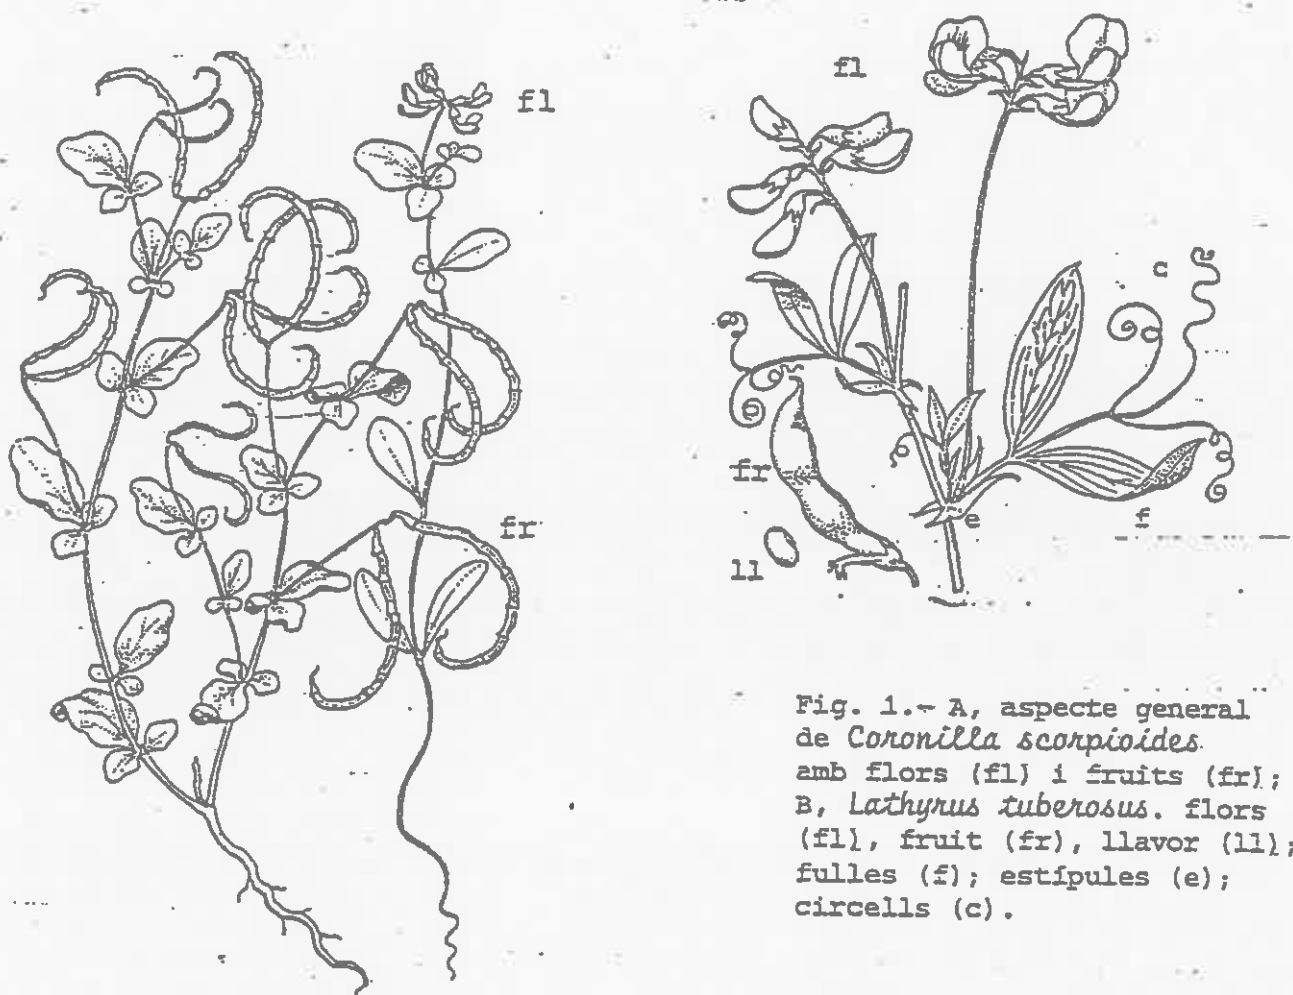 fl
fr
fl
c
fr
ll
e
f
Fig. 1.- A, aspecte general
de Coronilla scorpioides
amb flors (fl) i fruits (fr);
B, Lathyrus tuberosus. flors
(fl), fruit (fr), llavor (ll);
fulles (f); estípules (e);
circells (c).